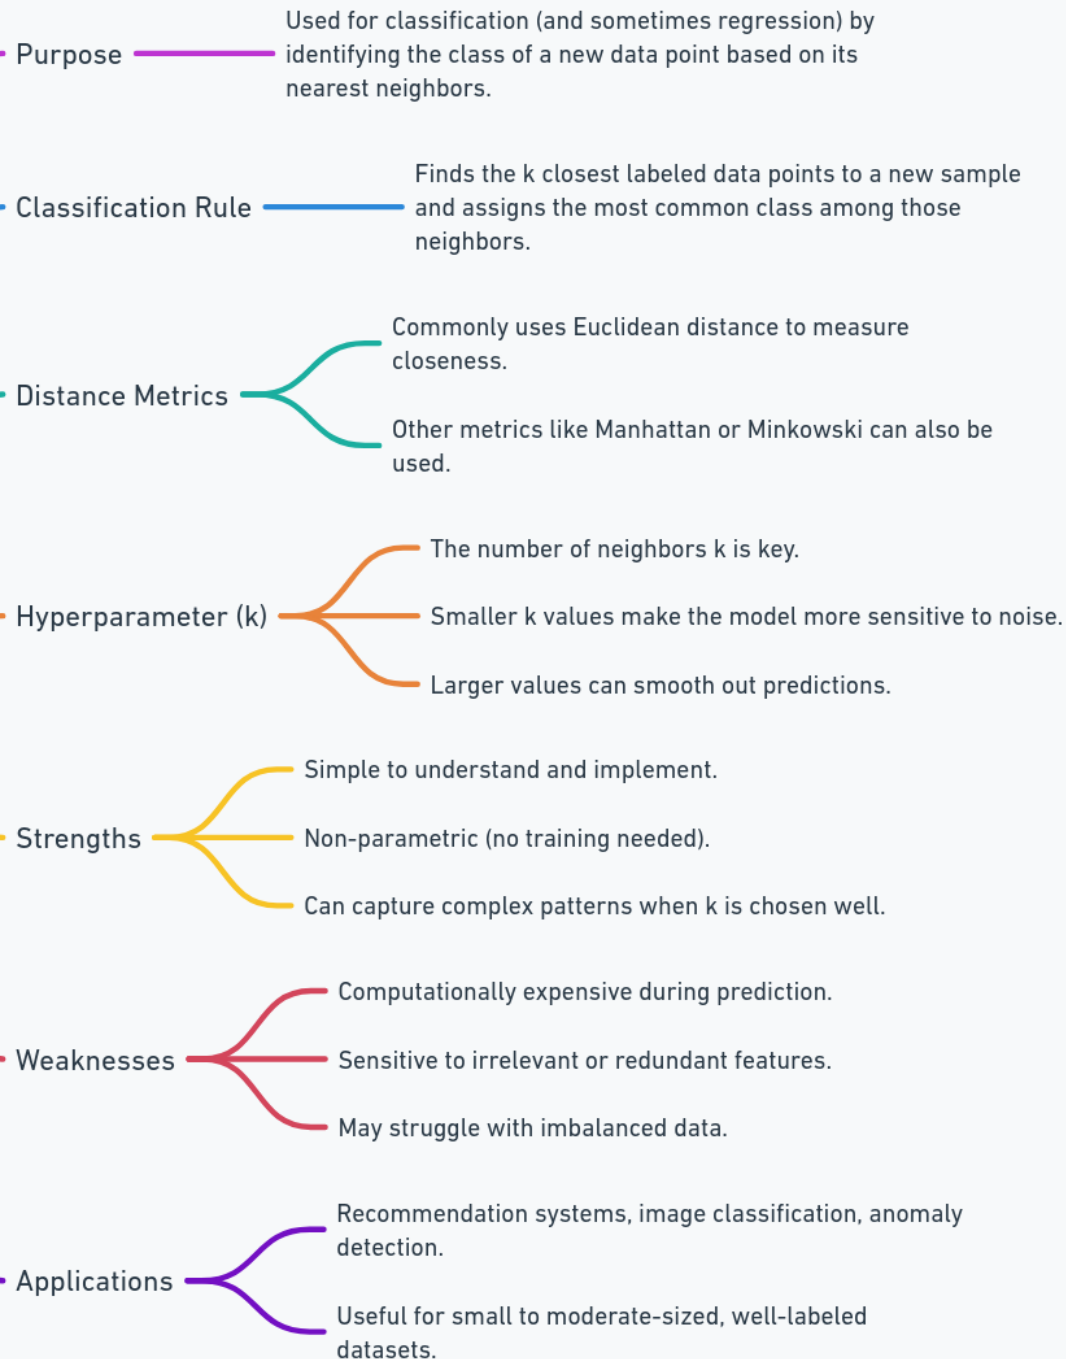 Purpose
Used for classification (and sometimes regression) by
identifying the class of a new data point based on its
nearest neighbors.
Classification Rule
Finds the k closest labeled data points to a new sample
and assigns the most common class among those
neighbors.
Distance Metrics
Commonly uses Euclidean distance to measure
closeness.
Other metrics like Manhattan or Minkowski can also be
used.
Hyperparameter (k)
The number of neighbors k is key.
Smaller k values make the model more sensitive to noise.
Larger values can smooth out predictions.
Strengths
Simple to understand and implement.
Non-parametric (no training needed).
Can capture complex patterns when k is chosen well.
Weaknesses
Computationally expensive during prediction.
Sensitive to irrelevant or redundant features.
May struggle with imbalanced data.
Applications
Recommendation systems, image classification, anomaly
detection.
Useful for small to moderate-sized, well-labeled
datasets.